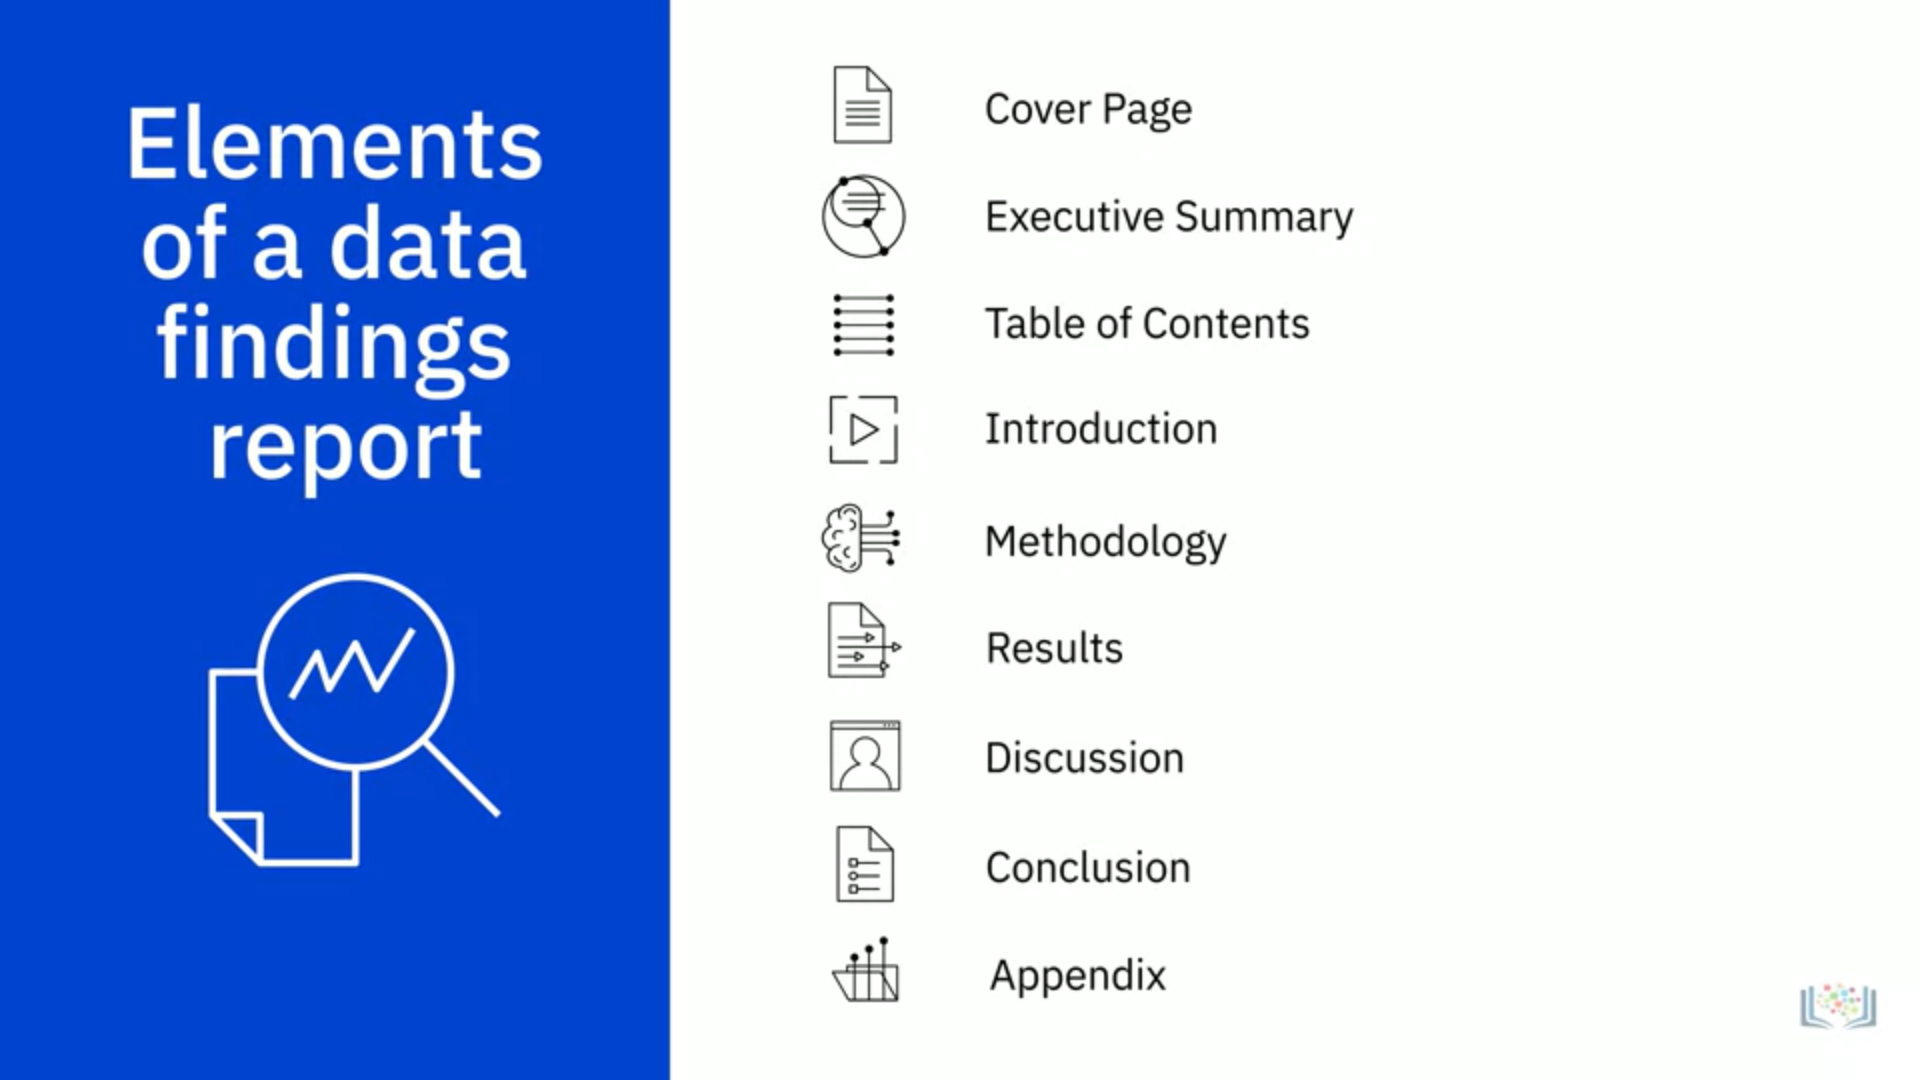 Elements
of a data
findings
report
Cover Page
Executive Summary
Table of Contents
Introduction
Methodology
Results
Discussion
Conclusion
Appendix